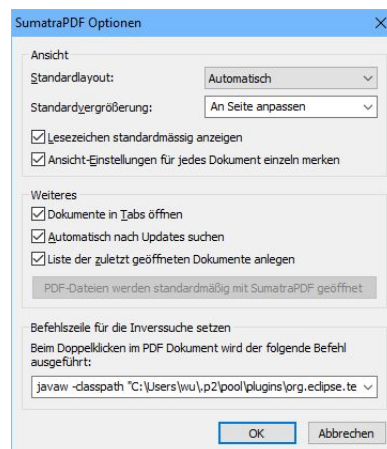 SumatraPDF Optionen
Ansicht
Standardlayout:
Automatisch
Standardvergrößerung:
An Seite anpassen
Lesezeichen standardmässig anzeigen
Ansicht-Einstellungen für jedes Dokument einzeln merken
Weiteres
Dokumente in Tabs öffnen
Automatisch nach Updates suchen
Liste der zuletzt geöffneten Dokumente anlegen
PDF-Dateien werden standardmäßig mit SumatraPDF geöffnet
Befehlszeile für die Inverssuche setzen
Beim Doppelklicken im PDF Dokument wird der folgende Befehl
ausgeführt:
javaw -classpath "C:\Users\wu\.p2\pool\plugins\org.eclipse.te
OK
Abbrechen